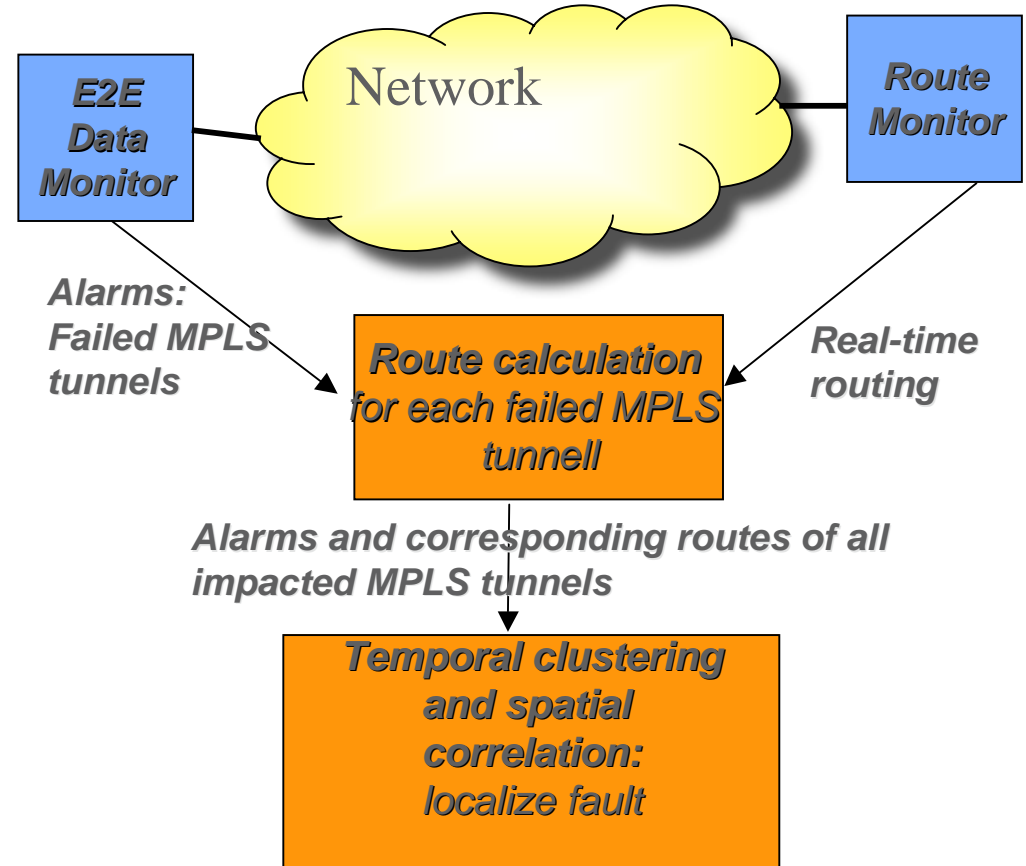 E2E
Data
Monitor
Network
Route
Monitor
Alarms:
Failed MPLS
tunnels
Route calculation
for each failed MPLS
tunnell
Real-time
routing
Alarms and corresponding routes of all
impacted MPLS tunnels
Temporal clustering
and spatial
correlation:
localize fault